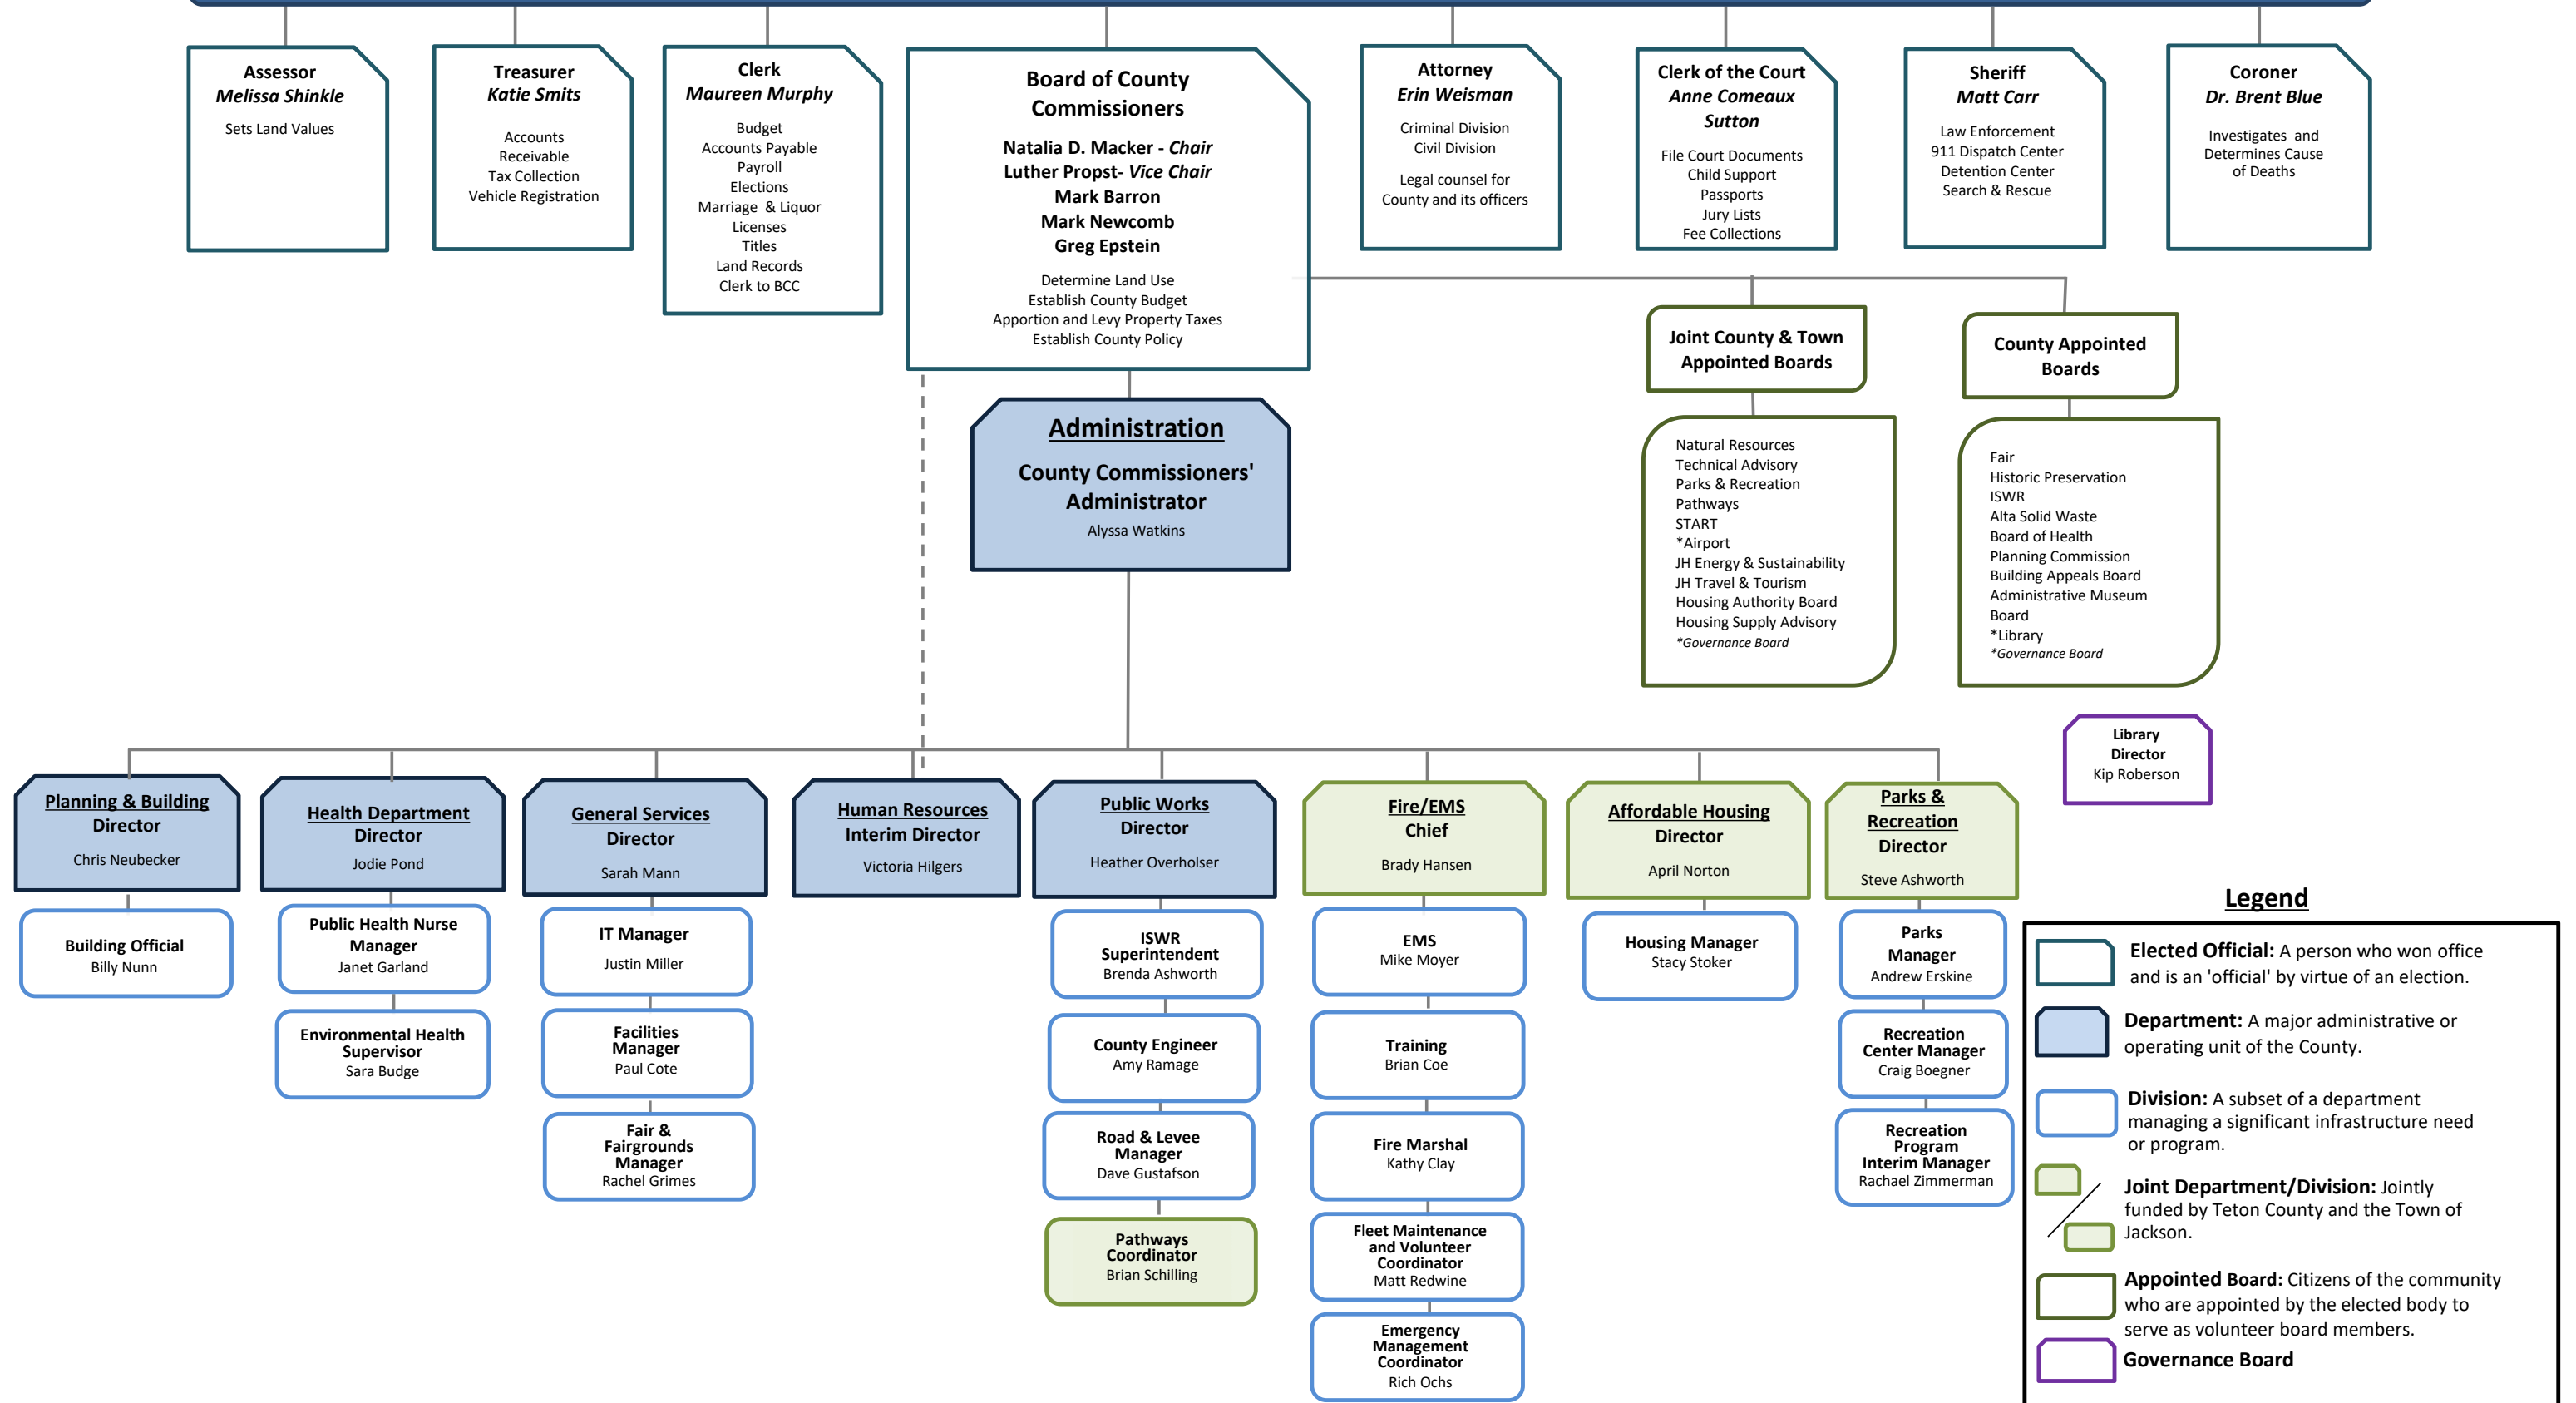 Assessor
Melissa Shinkle
Sets Land Values
Treasurer
Katie Smits
Accounts
Receivable
Tax Collection
Vehicle Registration
Clerk
Maureen Murphy
Budget
Accounts Payable
Payroll
Elections
Marriage & Liquor
Licenses
Titles
Land Records
Clerk to BCC
Board of County
Commissioners
Natalia D. Macker - Chair
Luther Propst- Vice Chair
Mark Barron
Mark Newcomb
Greg Epstein
Determine Land Use
Establish County Budget
Apportion and Levy Property Taxes
Establish County Policy
Attorney
Erin Weisman
Criminal Division
Civil Division
Legal counsel for
County and its officers
Clerk of the Court
Anne Comeaux
Sutton
File Court Documents
Child Support
Passports
Jury Lists
Fee Collections
Sheriff
Matt Carr
Law Enforcement
911 Dispatch Center
Detention Center
Search & Rescue
Coroner
Dr. Brent Blue
Investigates and
Determines Cause
of Deaths
Joint County & Town
Appointed Boards
Natural Resources
Technical Advisory
Parks & Recreation
Pathways
START
*Airport
JH Energy & Sustainability
JH Travel & Tourism
Housing Authority Board
Housing Supply Advisory
*Governance Board
County Appointed
Boards
Fair
Historic Preservation
ISWR
Alta Solid Waste
Board of Health
Planning Commission
Building Appeals Board
Administrative Museum
Board
*Library
*Governance Board
Library
Director
Kip Roberson
Administration
County Commissioners'
Administrator
Alyssa Watkins
Planning & Building
Director
Chris Neubecker
Building Official
Billy Nunn
Health Department
Director
Jodie Pond
Public Health Nurse
Manager
Janet Garland
Environmental Health
Supervisor
Sara Budge
General Services
Director
Sarah Mann
IT Manager
Justin Miller
Facilities
Manager
Paul Cote
Fair &
Fairgrounds
Manager
Rachel Grimes
Human Resources
Interim Director
Victoria Hilgers
Public Works
Director
Heather Overholser
ISWR
Superintendent
Brenda Ashworth
County Engineer
Amy Ramage
Road & Levee
Manager
Dave Gustafson
Pathways
Coordinator
Brian Schilling
Fire/EMS
Chief
Brady Hansen
EMS
Mike Moyer
Training
Brian Coe
Fire Marshal
Kathy Clay
Fleet Maintenance
and Volunteer
Coordinator
Matt Redwine
Emergency
Management
Coordinator
Rich Ochs
Affordable Housing
Director
April Norton
Housing Manager
Stacy Stoker
Parks &
Recreation
Director
Steve Ashworth
Parks
Manager
Andrew Erskine
Recreation
Center Manager
Craig Boegner
Recreation
Program
Interim Manager
Rachael Zimmerman
Legend
Elected Official: A person who won office
and is an 'official' by virtue of an election.
Department: A major administrative or
operating unit of the County.
Division: A subset of a department
managing a significant infrastructure need
or program.
Joint Department/Division: Jointly
funded by Teton County and the Town of
Jackson.
Appointed Board: Citizens of the community
who are appointed by the elected body to
serve as volunteer board members.
Governance Board